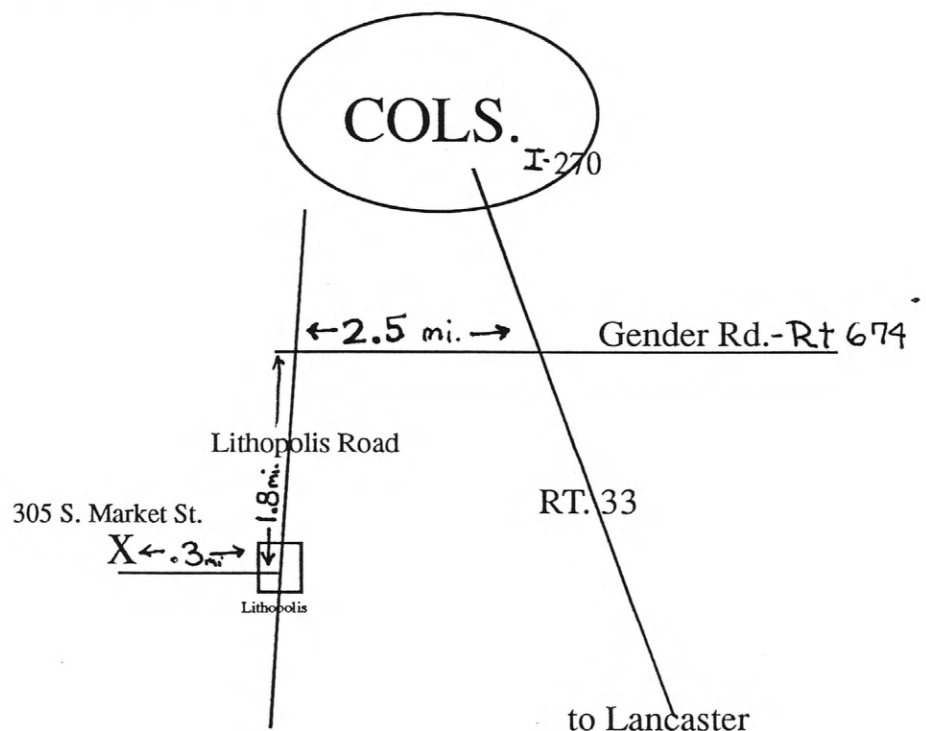 COLS.
I-270
←2.5 mi.→
Gender Rd.-Rt 674
Lithopolis Road
1.8mi.
305 S. Market St.
RT. 33
X←.3mi→
Lithopolis
to Lancaster